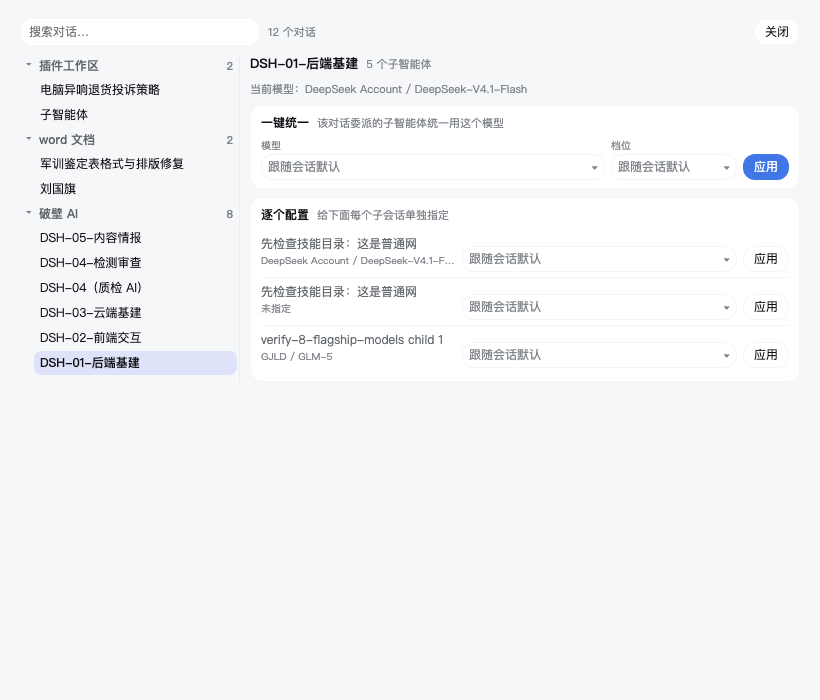 搜索对话...
12 个对话
关闭
插件工作区 2
电脑异响退货投诉策略
子智能体
word 文档 2
军训鉴定表格式与排版修复
刘国旗
破壁 AI 8
DSH-05-内容情报
DSH-04-检测审查
DSH-04（质检 AI）
DSH-03-云端基建
DSH-02-前端交互
DSH-01-后端基建
DSH-01-后端基建 5 个子智能体
当前模型：DeepSeek Account / DeepSeek-V4.1-Flash
一键统一 该对话委派的子智能体统一用这个模型
模型 档位
跟随会话默认 跟随会话默认 应用
逐个配置 给下面每个子会话单独指定
先检查技能目录：这是普通网
DeepSeek Account / DeepSeek-V4.1-F...
跟随会话默认 应用
先检查技能目录：这是普通网
未指定
跟随会话默认 应用
verify-8-flagship-models child 1
GJLD / GLM-5
跟随会话默认 应用